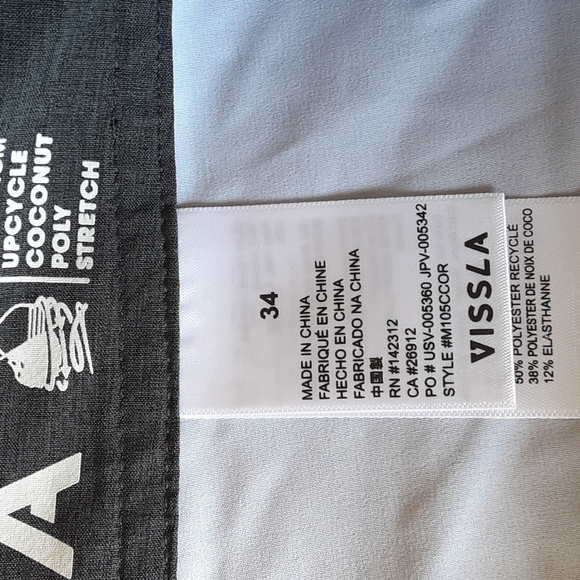 UPCYCLE
COCONUT
POLY
STRETCH
A
34
MADE IN CHINA
FABRIQUÉ EN CHINE
HECHO EN CHINA
FABRICADO NA CHINA
中国製
RN #142312
CA #26912
PO # USV-005360 JPV-005342
STYLE #M105CCOR
VISSLA
50% POLYESTER RECYCLÉ
38% POLYESTER DE NOIX DE COCO
12% ELASTHANNE